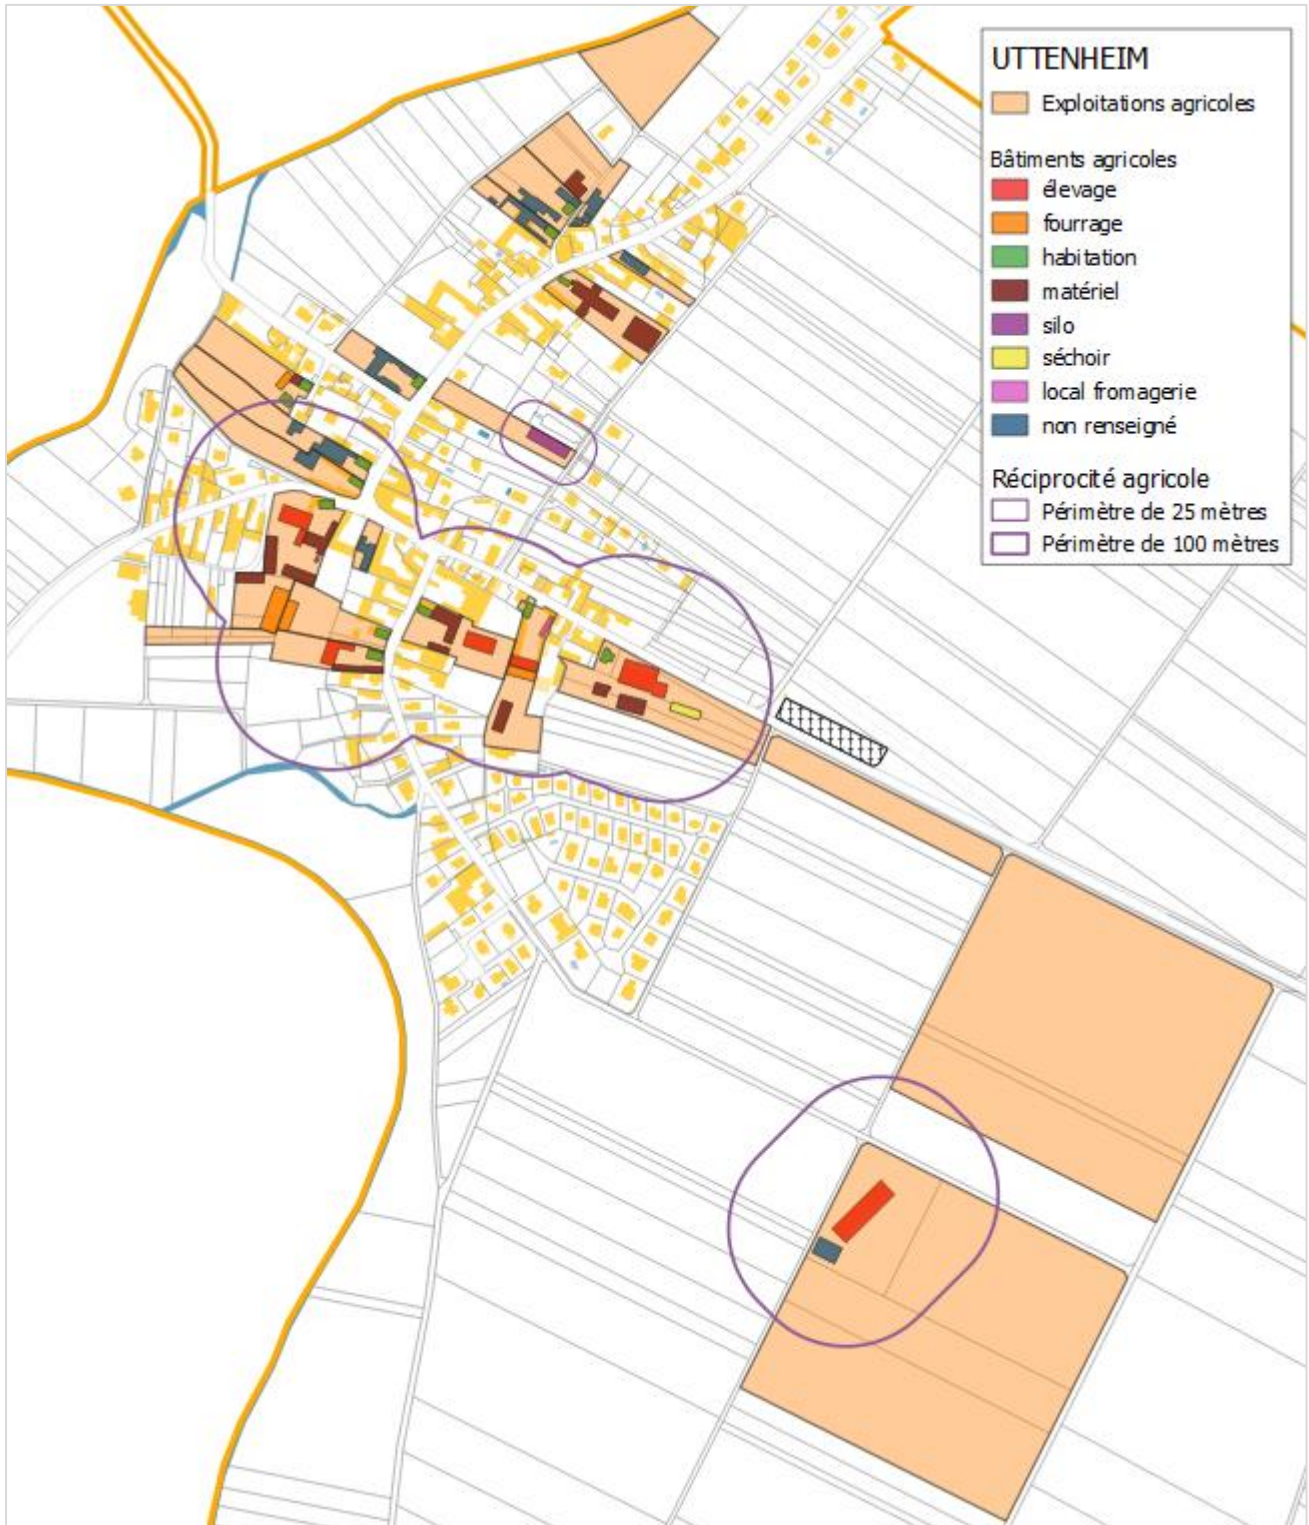 UTTENHEIM
Exploitations agricoles
Bâtiments agricoles
élevage
fourrage
habitation
matériel
silo
séchoir
local fromagerie
non renseigné
Réciprocité agricole
Périmètre de 25 mètres
Périmètre de 100 mètres